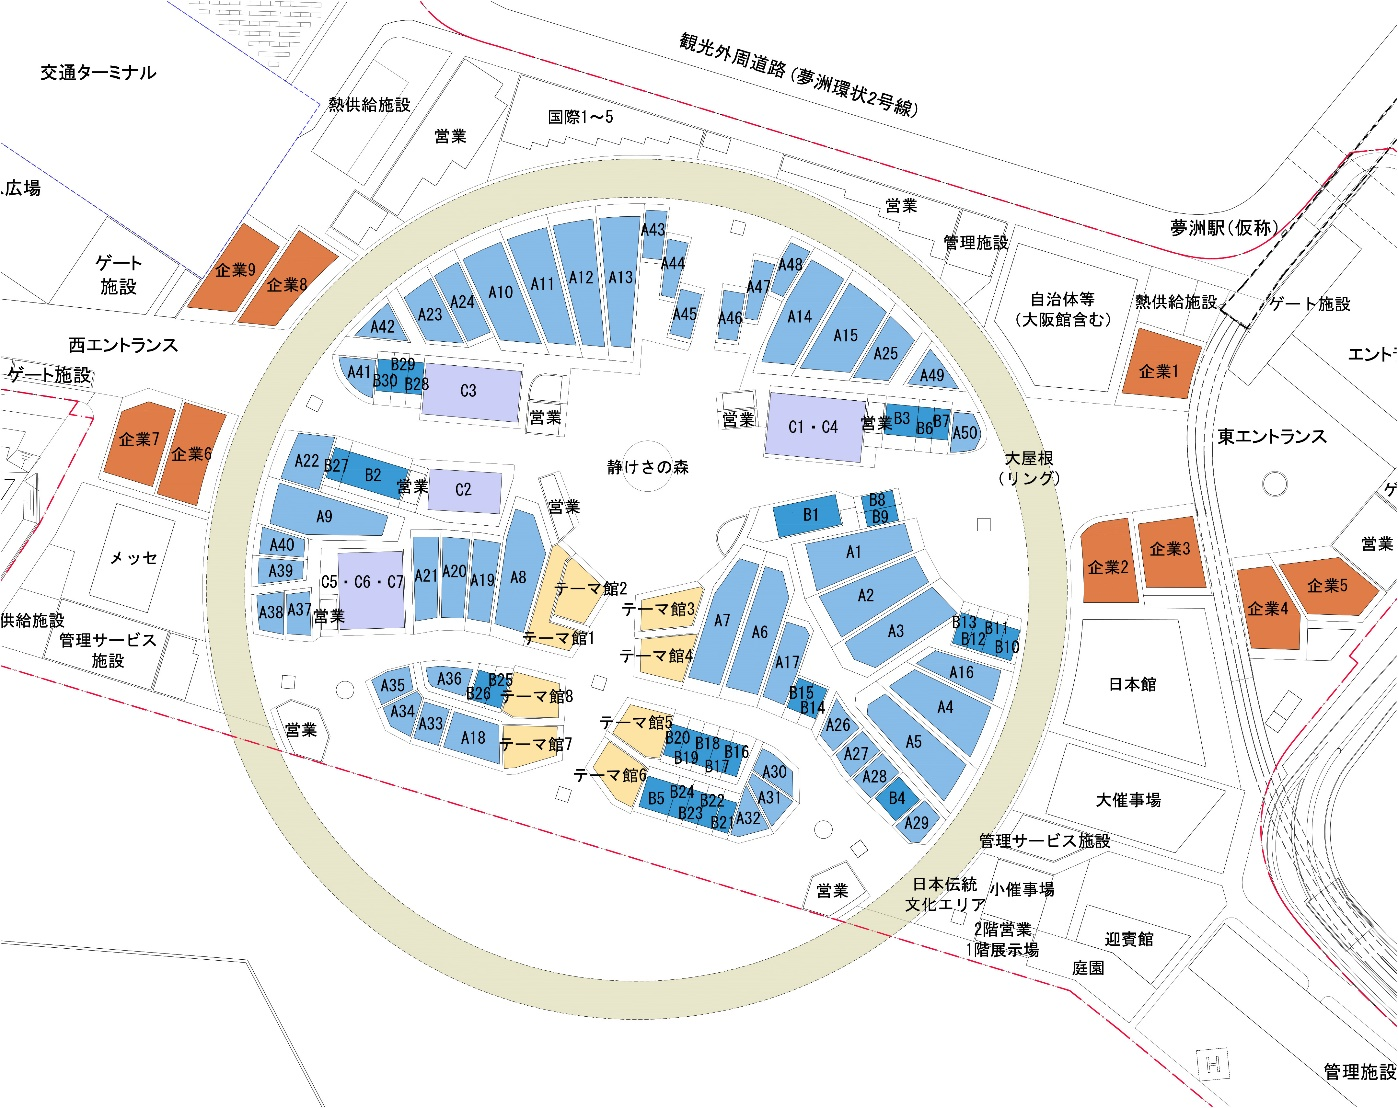 観光外周道路(夢洲環状2号線)
交通ターミナル
熱供給施設
国際1～5
営業
広場
営業
夢洲駅(仮称)
管理施設
ゲート
施設
企業9
企業8
A43
A44
A45
A46
A47
A48
A42
A23
A24
A10
A11
A12
A13
A14
A15
A25
A49
自治体等
(大阪館含む)
熱供給施設
ゲート施設
西エントランス
ゲート施設
エント
企業1
A41
B29
B30
B28
C3
営業
営業
C1・C4
営業
B3
B6
B7
A50
企業7
企業6
東エントランス
A22
B27
B2
営業
C2
静けさの森
大屋根
(リング)
営業
A9
B1
B8
B9
メッセ
A40
A39
A38
A37
C5・C6・C7
営業
A21
A20
A19
A8
テーマ館2
テーマ館1
テーマ館3
テーマ館4
A7
A6
A17
A1
A2
A3
企業2
企業3
営業
企業4
企業5
供給施設
管理サービス
施設
B13
B11
B12
B10
A16
A4
A5
日本館
B15
B14
A35
A36
B25
B26
テーマ館8
A34
A33
A18
テーマ館7
営業
テーマ館5
テーマ館6
B20
B18
B16
B19
B17
A26
A27
A28
B4
A29
A30
A31
A32
B5
B24
B22
B23
B21
大催事場
管理サービス施設
営業
日本伝統
文化エリア
小催事場
2階営業
1階展示場
迎賓館
庭園
H
管理施設